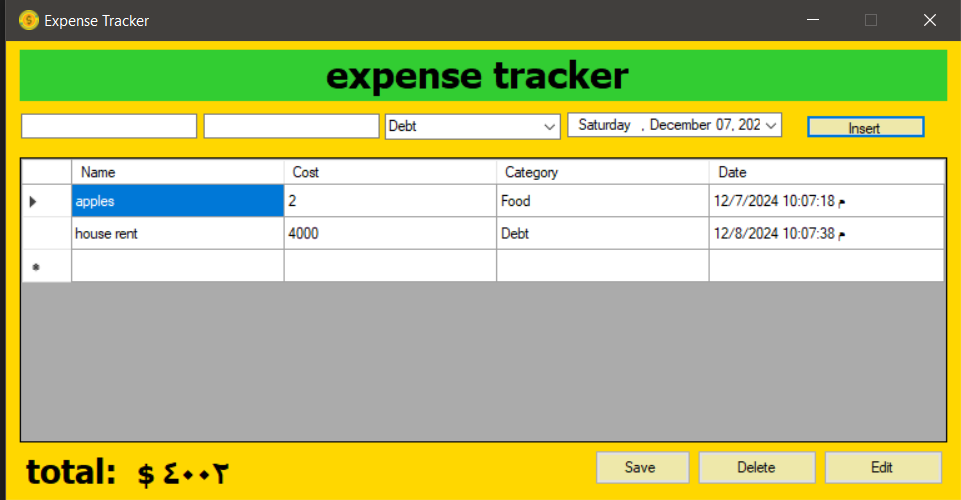 Expense Tracker
expense tracker
Debt Saturday , December 07, 202 Insert
Name Cost Category Date
apples 2 Food 12/7/2024 10:07:18 م
house rent 4000 Debt 12/8/2024 10:07:38 م
total: $ ٤٠٠٢ Save Delete Edit